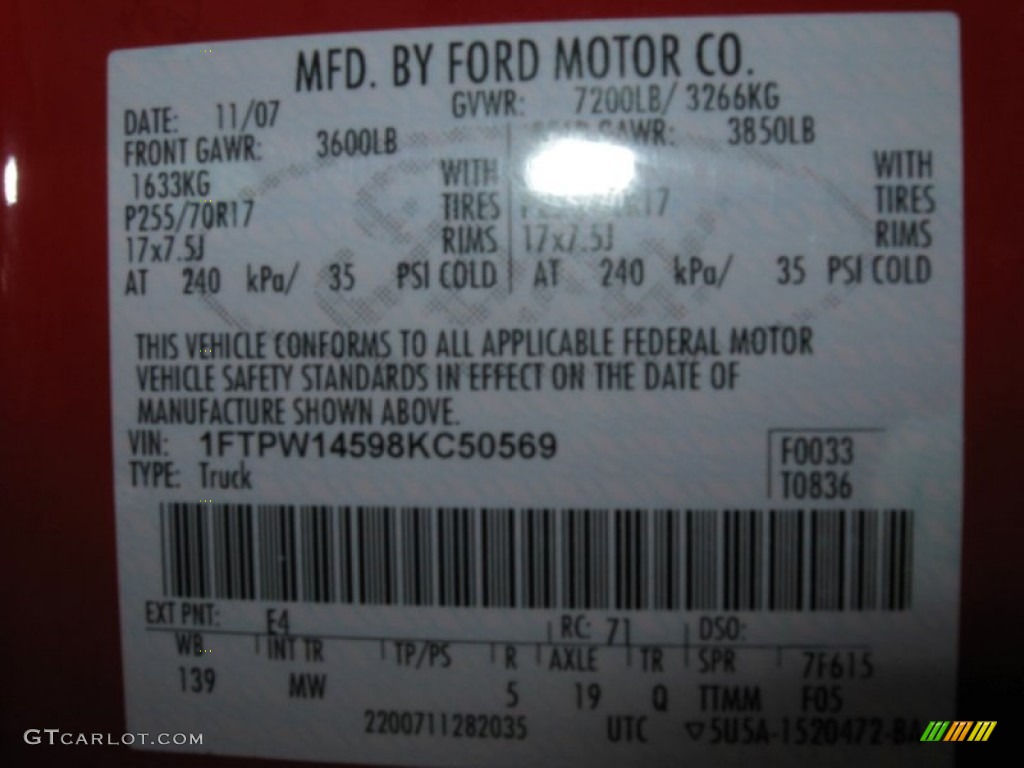 MFD. BY FORD MOTOR CO.
DATE: 11/07 GVWR: 7200LB/ 3266KG
FRONT GAWR: 3600LB GAWR: 3850LB
1633KG WITH WITH
P255/70R17 TIRES TIRES
17x7.5J RIMS 17x7.5J RIMS
AT 240 kPa/ 35 PSI COLD AT 240 kPa/ 35 PSI COLD
THIS VEHICLE CONFORMS TO ALL APPLICABLE FEDERAL MOTOR
VEHICLE SAFETY STANDARDS IN EFFECT ON THE DATE OF
MANUFACTURE SHOWN ABOVE.
VIN: 1FTPW14598KC50569 F0033
TYPE: Truck T0836
EXT PNT: E4 RC: 71 DSO:
WB INT TR TP/PS R AXLE TR SPR 7F615
139 MW 5 19 Q TTMM F05
2200711282035 UTC ▽5U5A-1520472-
GTCARLOT.COM